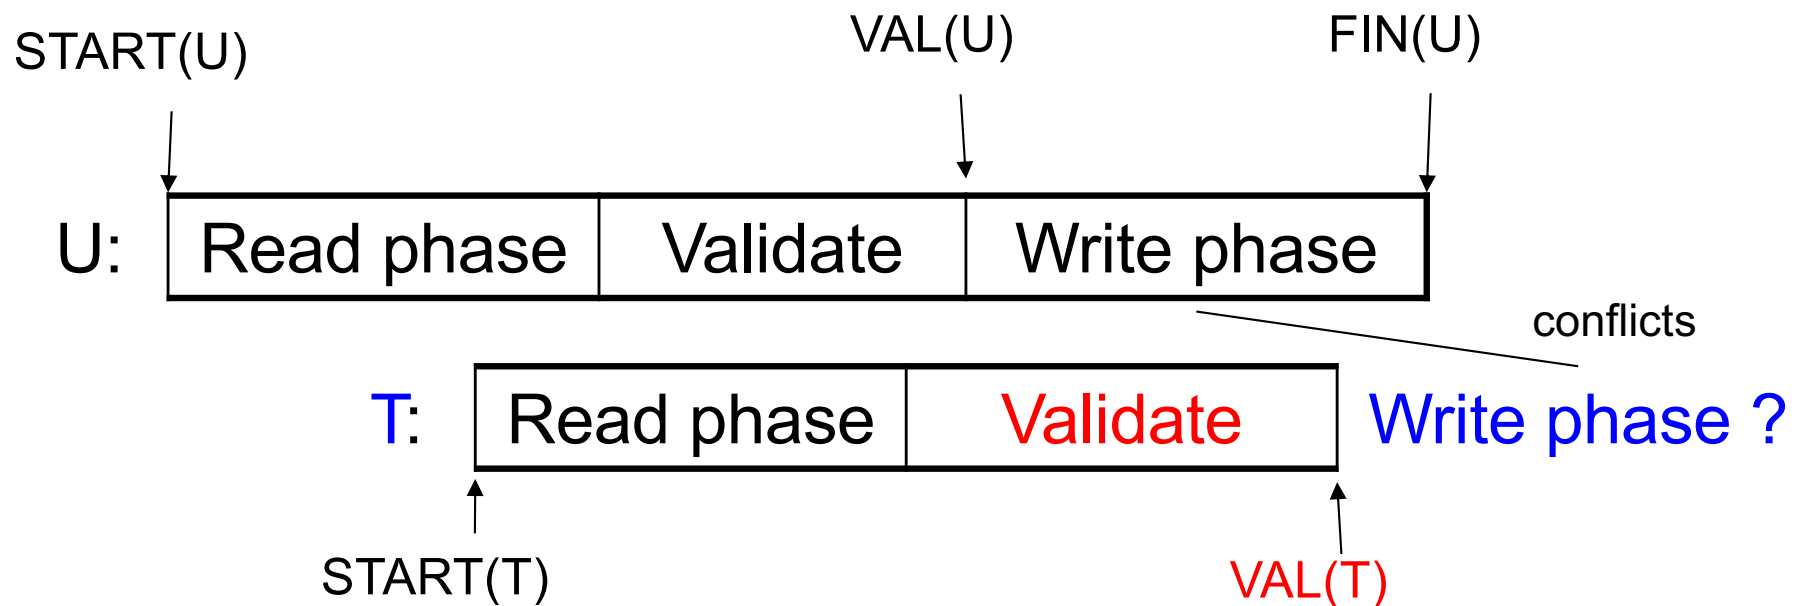 START(U) VAL(U) FIN(U)
U: Read phase Validate Write phase
conflicts
T: Read phase Validate Write phase ?
START(T) VAL(T)